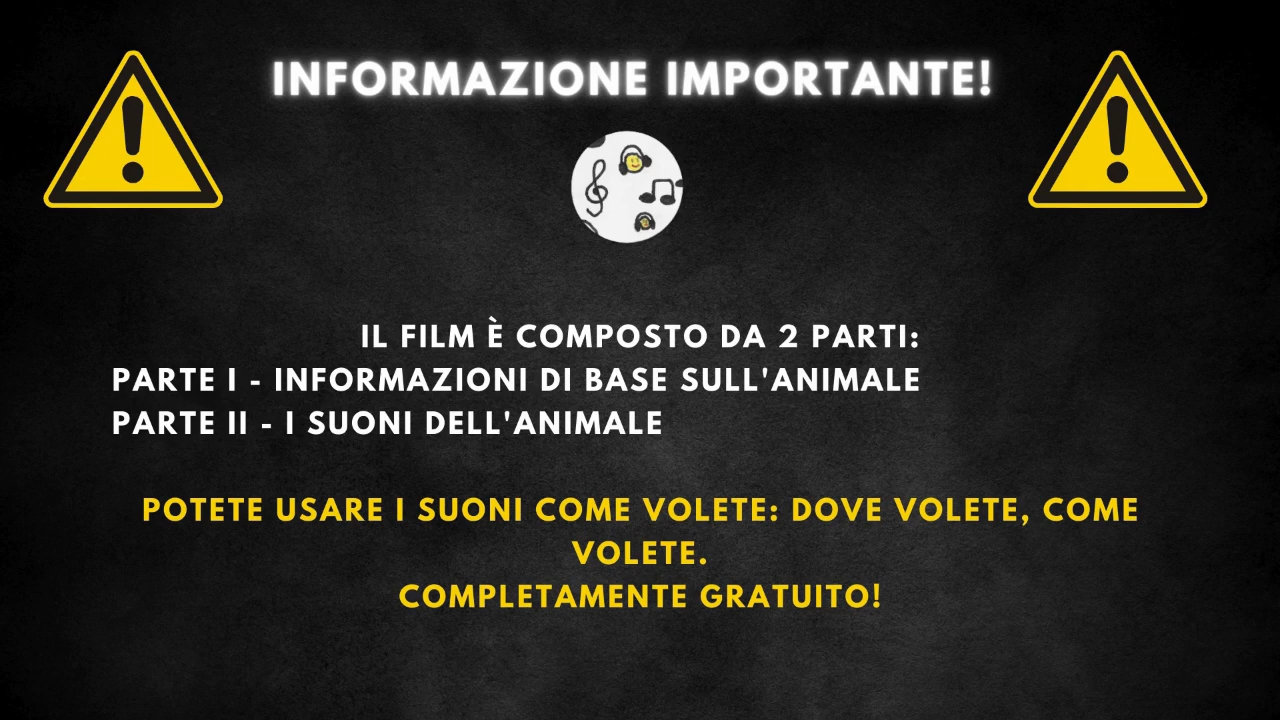 INFORMAZIONE IMPORTANTE!
IL FILM È COMPOSTO DA 2 PARTI:
PARTE I - INFORMAZIONI DI BASE SULL'ANIMALE
PARTE II - I SUONI DELL'ANIMALE
POTETE USARE I SUONI COME VOLETE: DOVE VOLETE, COME
VOLETE.
COMPLETAMENTE GRATUITO!